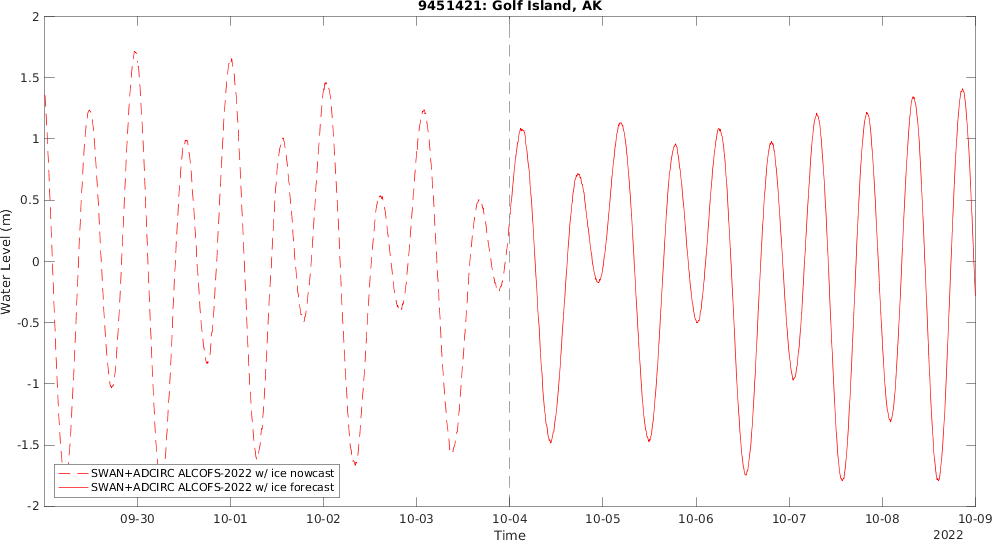 9451421: Golf Island, AK
Water Level (m)
2
1.5
1
0.5
0
-0.5
-1
-1.5
-2
SWAN+ADCIRC ALCOFS-2022 w/ ice nowcast
SWAN+ADCIRC ALCOFS-2022 w/ ice forecast
09-30 10-01 10-02 10-03 10-04 10-05 10-06 10-07 10-08 10-09
Time
2022